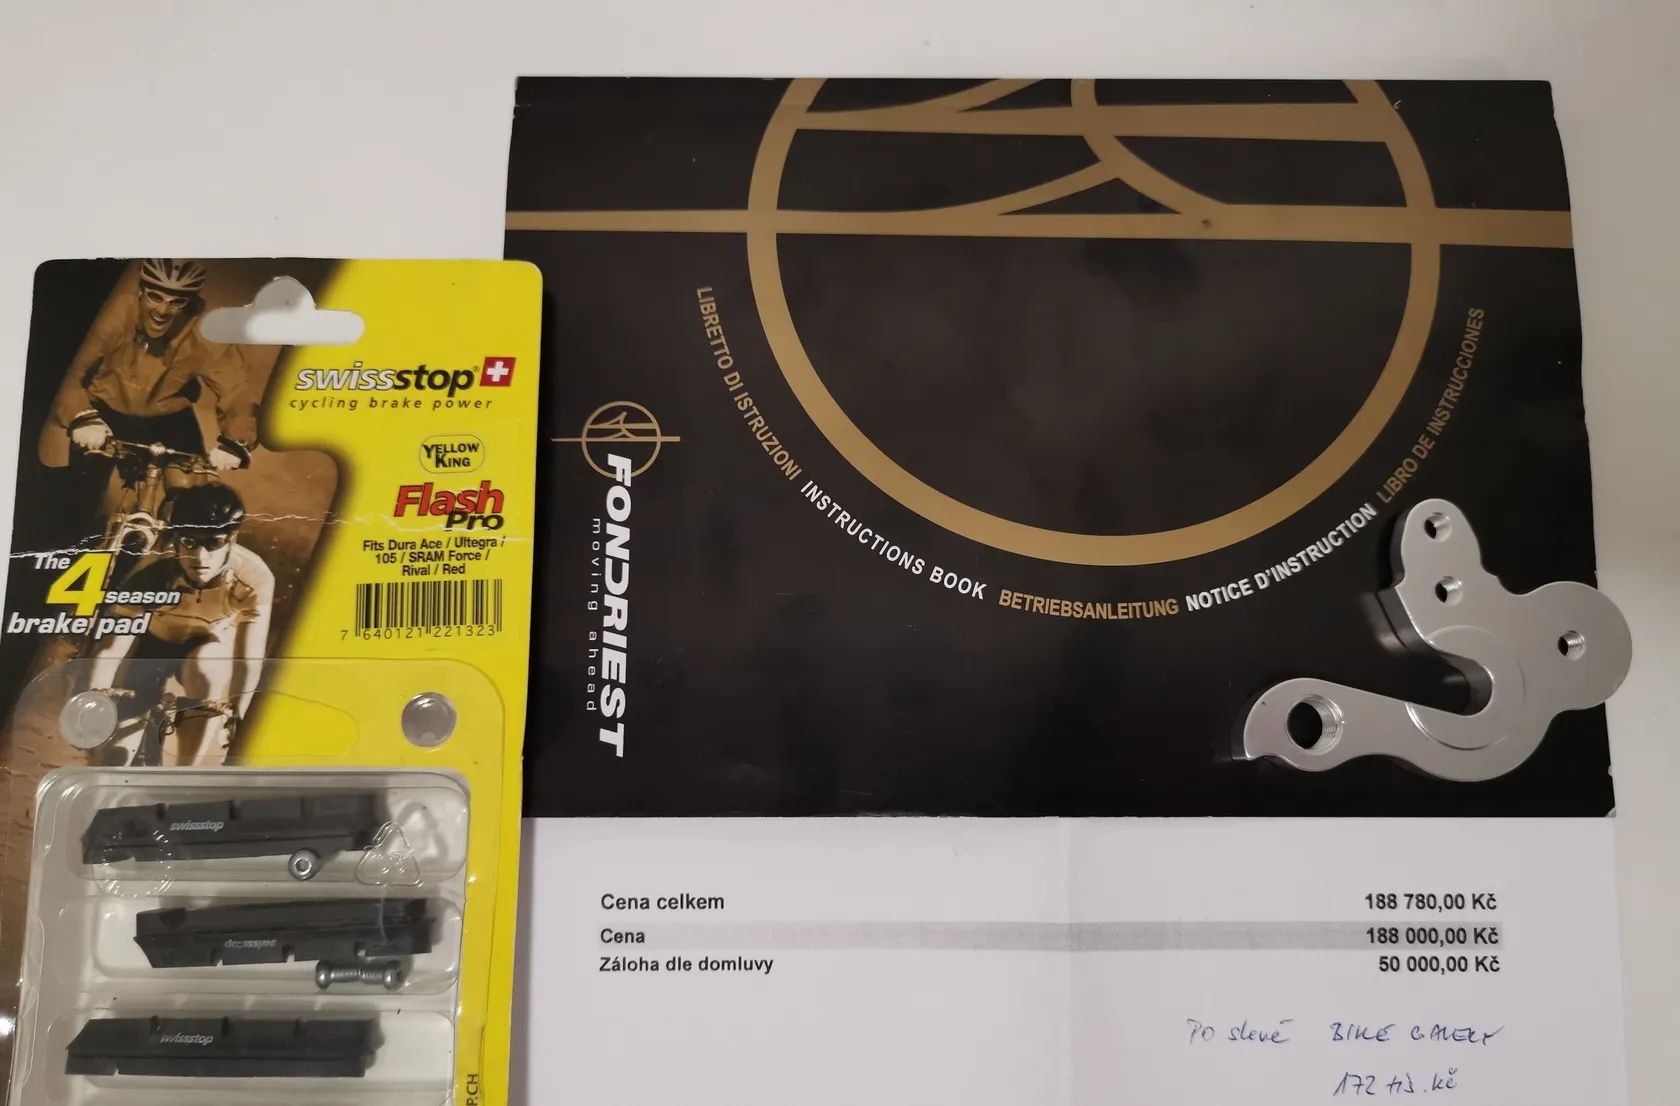 swissstop
cycling brake power
YELLOW
KING
Flash
Pro
Fits Dura Ace / Ultegra /
105 / SRAM Force /
Rival / Red
7 640121 221323
The
4 season
brake pad
swissstop
swissstop
swissstop
FONDRIEST
moving ahead
LIBRETTO DI ISTRUZIONI INSTRUCTIONS BOOK BETRIEBSANLEITUNG NOTICE D'INSTRUCTION LIBRO DE INSTRUCCIONES
Cena celkem 188 780,00 Kč
Cena 188 000,00 Kč
Záloha dle domluvy 50 000,00 Kč
Po slevě BIKE
172 tis. Kč